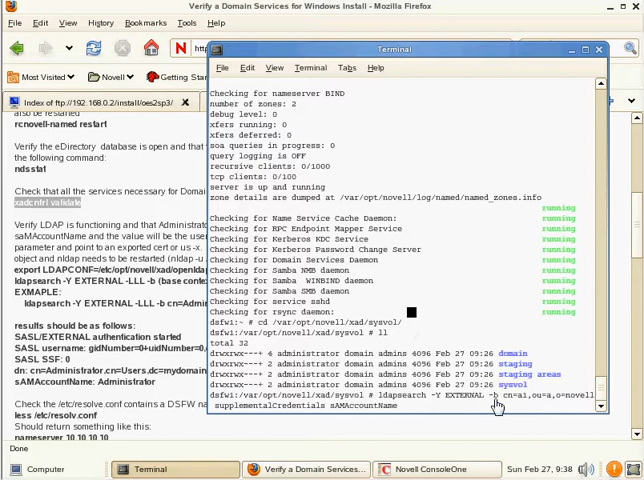 Verify a Domain Services for Windows Install - Mozilla Firefox
File Edit View History Bookmarks Tools Help
Most Visited Novell Getting Star
Index of ftp://192.168.0.2/install/oes2sp3/
also be restarted
rcnovell-named restart
Verify the eDirectory database is open and that
the following command:
ndsstat
Check that all the services necessary for Domai
xadcntrl validate
Verify LDAP is functioning and that Administrator
saMAccountName and the value will be the user
parameter and point to an exported cert or us -x.
object and nldap needs to be restarted (nldap -u
export LDAPCONF=/etc/opt/novell/xad/openldap
ldapsearch -Y EXTERNAL -LLL -b (base context
EXMAPLE:
ldapsearch -Y EXTERNAL -LLL -b cn=Admin
results should be as follows:
SASL/EXTERNAL authentication started
SASL username: gidNumber=0+uidNumber=0,
SASL SSF: 0
dn: cn=Administrator,cn=Users,dc=mydomain
sAMAccountName: Administrator
Check the /etc/resolv.conf contains a DSFW na
less /etc/resolv.conf
Should return something like this:
nameserver 10.10.10.10
Terminal
File Edit View Terminal Tabs Help
Checking for nameserver BIND
number of zones: 2
debug level: 0
xfers running: 0
xfers deferred: 0
soa queries in progress: 0
query logging is OFF
recursive clients: 0/1000
tcp clients: 0/100
server is up and running
zone details are dumped at /var/opt/novell/log/named/named_zones.info
running
Checking for Name Service Cache Daemon: running
Checking for RPC Endpoint Mapper Service running
Checking for Kerberos KDC Service running
Checking for Kerberos Password Change Server running
Checking for Domain Services Daemon running
Checking for Samba NMB daemon running
Checking for Samba WINBIND daemon running
Checking for Samba SMB daemon running
Checking for service sshd running
Checking for rsync daemon: running
dsfw1:~ # cd /var/opt/novell/xad/sysvol/
dsfw1:/var/opt/novell/xad/sysvol # ll
total 32
drwxrwx---+ 4 administrator domain admins 4096 Feb 27 09:26 domain
drwxrwx---+ 2 administrator domain admins 4096 Feb 27 09:26 staging
drwxrwx---+ 2 administrator domain admins 4096 Feb 27 09:26 staging areas
drwxrwx---+ 2 administrator domain admins 4096 Feb 27 09:26 sysvol
dsfw1:/var/opt/novell/xad/sysvol # ldapsearch -Y EXTERNAL -b cn=a1,ou=a,o=novell
supplementalCredentials sAMAccountName
Done
Computer Terminal Verify a Domain Services... Novell ConsoleOne Sun Feb 27, 9:38 AM